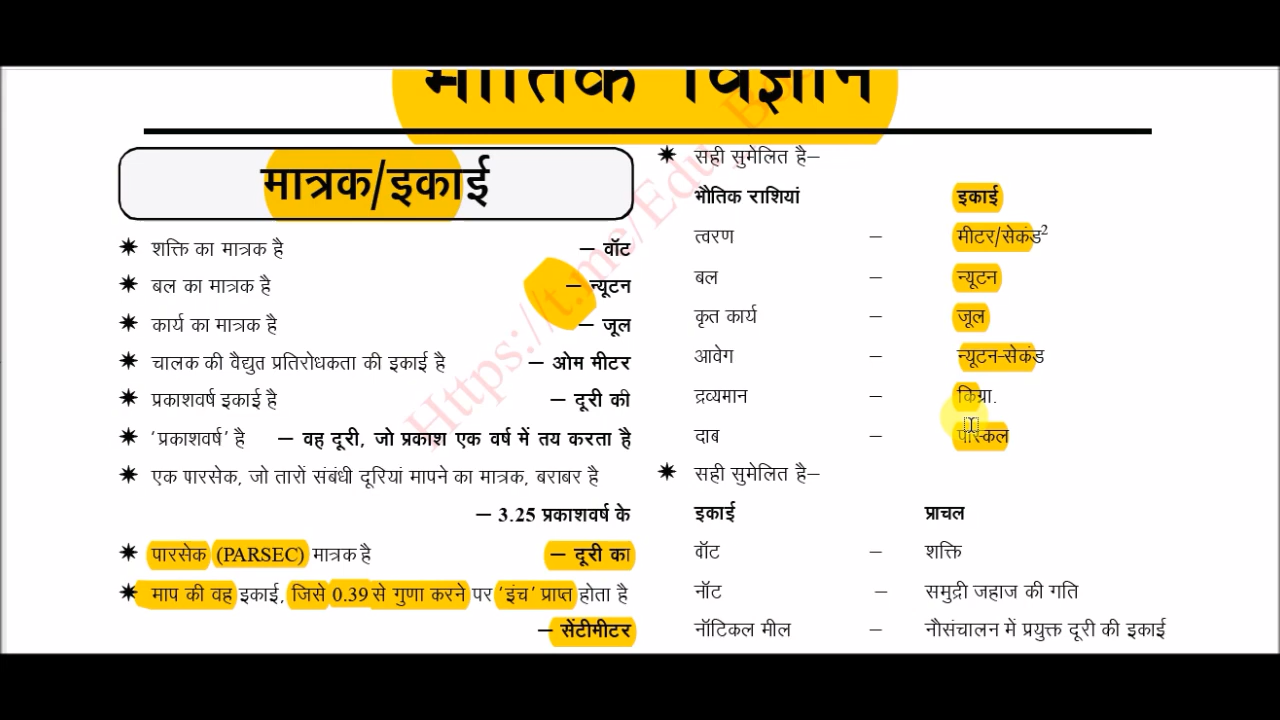 भौतिक विज्ञान
मात्रक/इकाई
✷ शक्ति का मात्रक है – वॉट
✷ बल का मात्रक है – न्यूटन
✷ कार्य का मात्रक है – जूल
✷ चालक की वैद्युत प्रतिरोधकता की इकाई है – ओम मीटर
✷ प्रकाशवर्ष इकाई है – दूरी की
✷ ‘प्रकाशवर्ष’ है – वह दूरी, जो प्रकाश एक वर्ष में तय करता है
✷ एक पारसेक, जो तारों संबंधी दूरियां मापने का मात्रक, बराबर है
– 3.25 प्रकाशवर्ष के
✷ पारसेक (PARSEC) मात्रक है – दूरी का
✷ माप की वह इकाई, जिसे 0.39 से गुणा करने पर ‘इंच’ प्राप्त होता है
– सेंटीमीटर
✷ सही सुमेलित है–
भौतिक राशियां इकाई
त्वरण – मीटर/सेकंड²
बल – न्यूटन
कृत कार्य – जूल
आवेग – न्यूटन-सेकंड
द्रव्यमान – किग्रा.
दाब – पास्कल
✷ सही सुमेलित है–
इकाई प्राचल
वॉट – शक्ति
नॉट – समुद्री जहाज की गति
नॉटिकल मील – नौसंचालन में प्रयुक्त दूरी की इकाई
Https://t.me/Edu